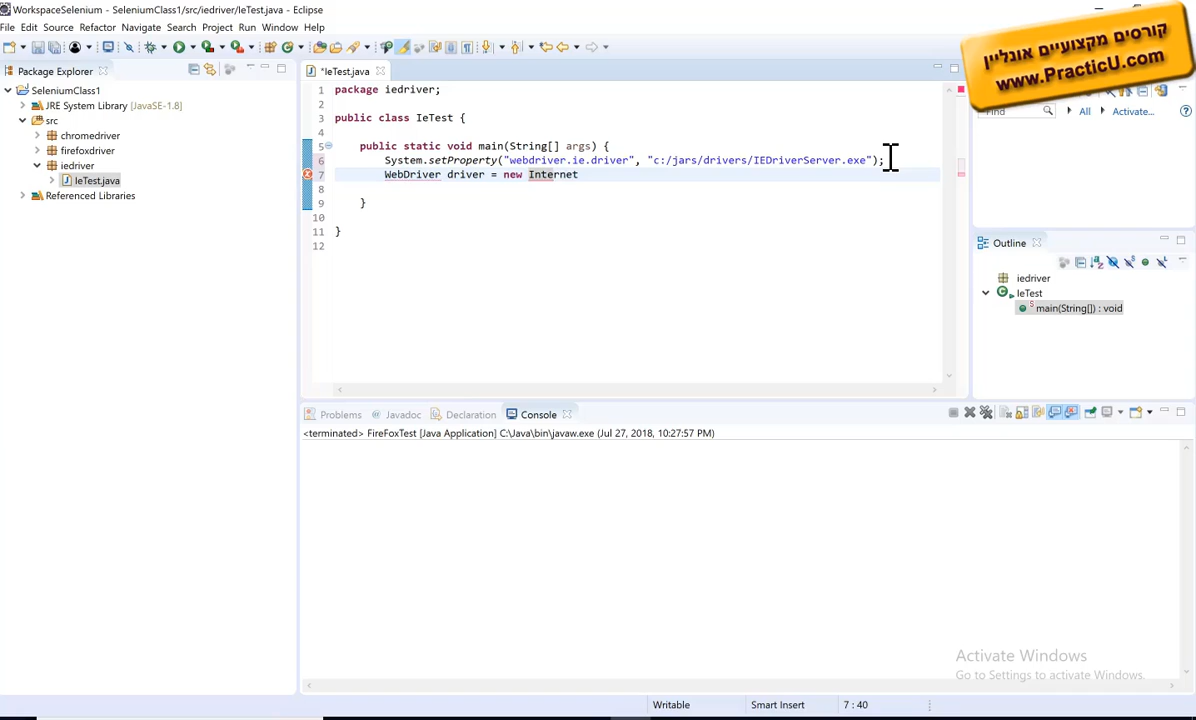 WorkspaceSelenium - SeleniumClass1/src/iedriver/IeTest.java - Eclipse
File Edit Source Refactor Navigate Search Project Run Window Help
קורסים מקצועיים אונליין
www.PracticU.com
Package Explorer
*IeTest.java
Find
All
Activate...
SeleniumClass1
JRE System Library [JavaSE-1.8]
src
chromedriver
firefoxdriver
iedriver
IeTest.java
Referenced Libraries
1 package iedriver;
2
3 public class IeTest {
4
5 public static void main(String[] args) {
6 System.setProperty("webdriver.ie.driver", "c:/jars/drivers/IEDriverServer.exe");
7 WebDriver driver = new Internet
8
9 }
10
11 }
12
Outline
iedriver
IeTest
main(String[]) : void
Problems Javadoc Declaration Console
<terminated> FireFoxTest [Java Application] C:\Java\bin\javaw.exe (Jul 27, 2018, 10:27:57 PM)
Activate Windows
Go to Settings to activate Windows.
Writable Smart Insert 7 : 40